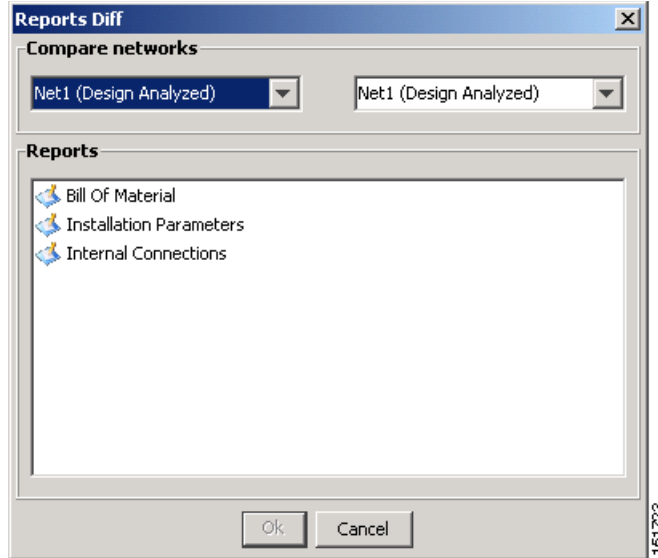 Reports Diff
Compare networks
Net1 (Design Analyzed) Net1 (Design Analyzed)
Reports
Bill Of Material
Installation Parameters
Internal Connections
Ok Cancel
151723